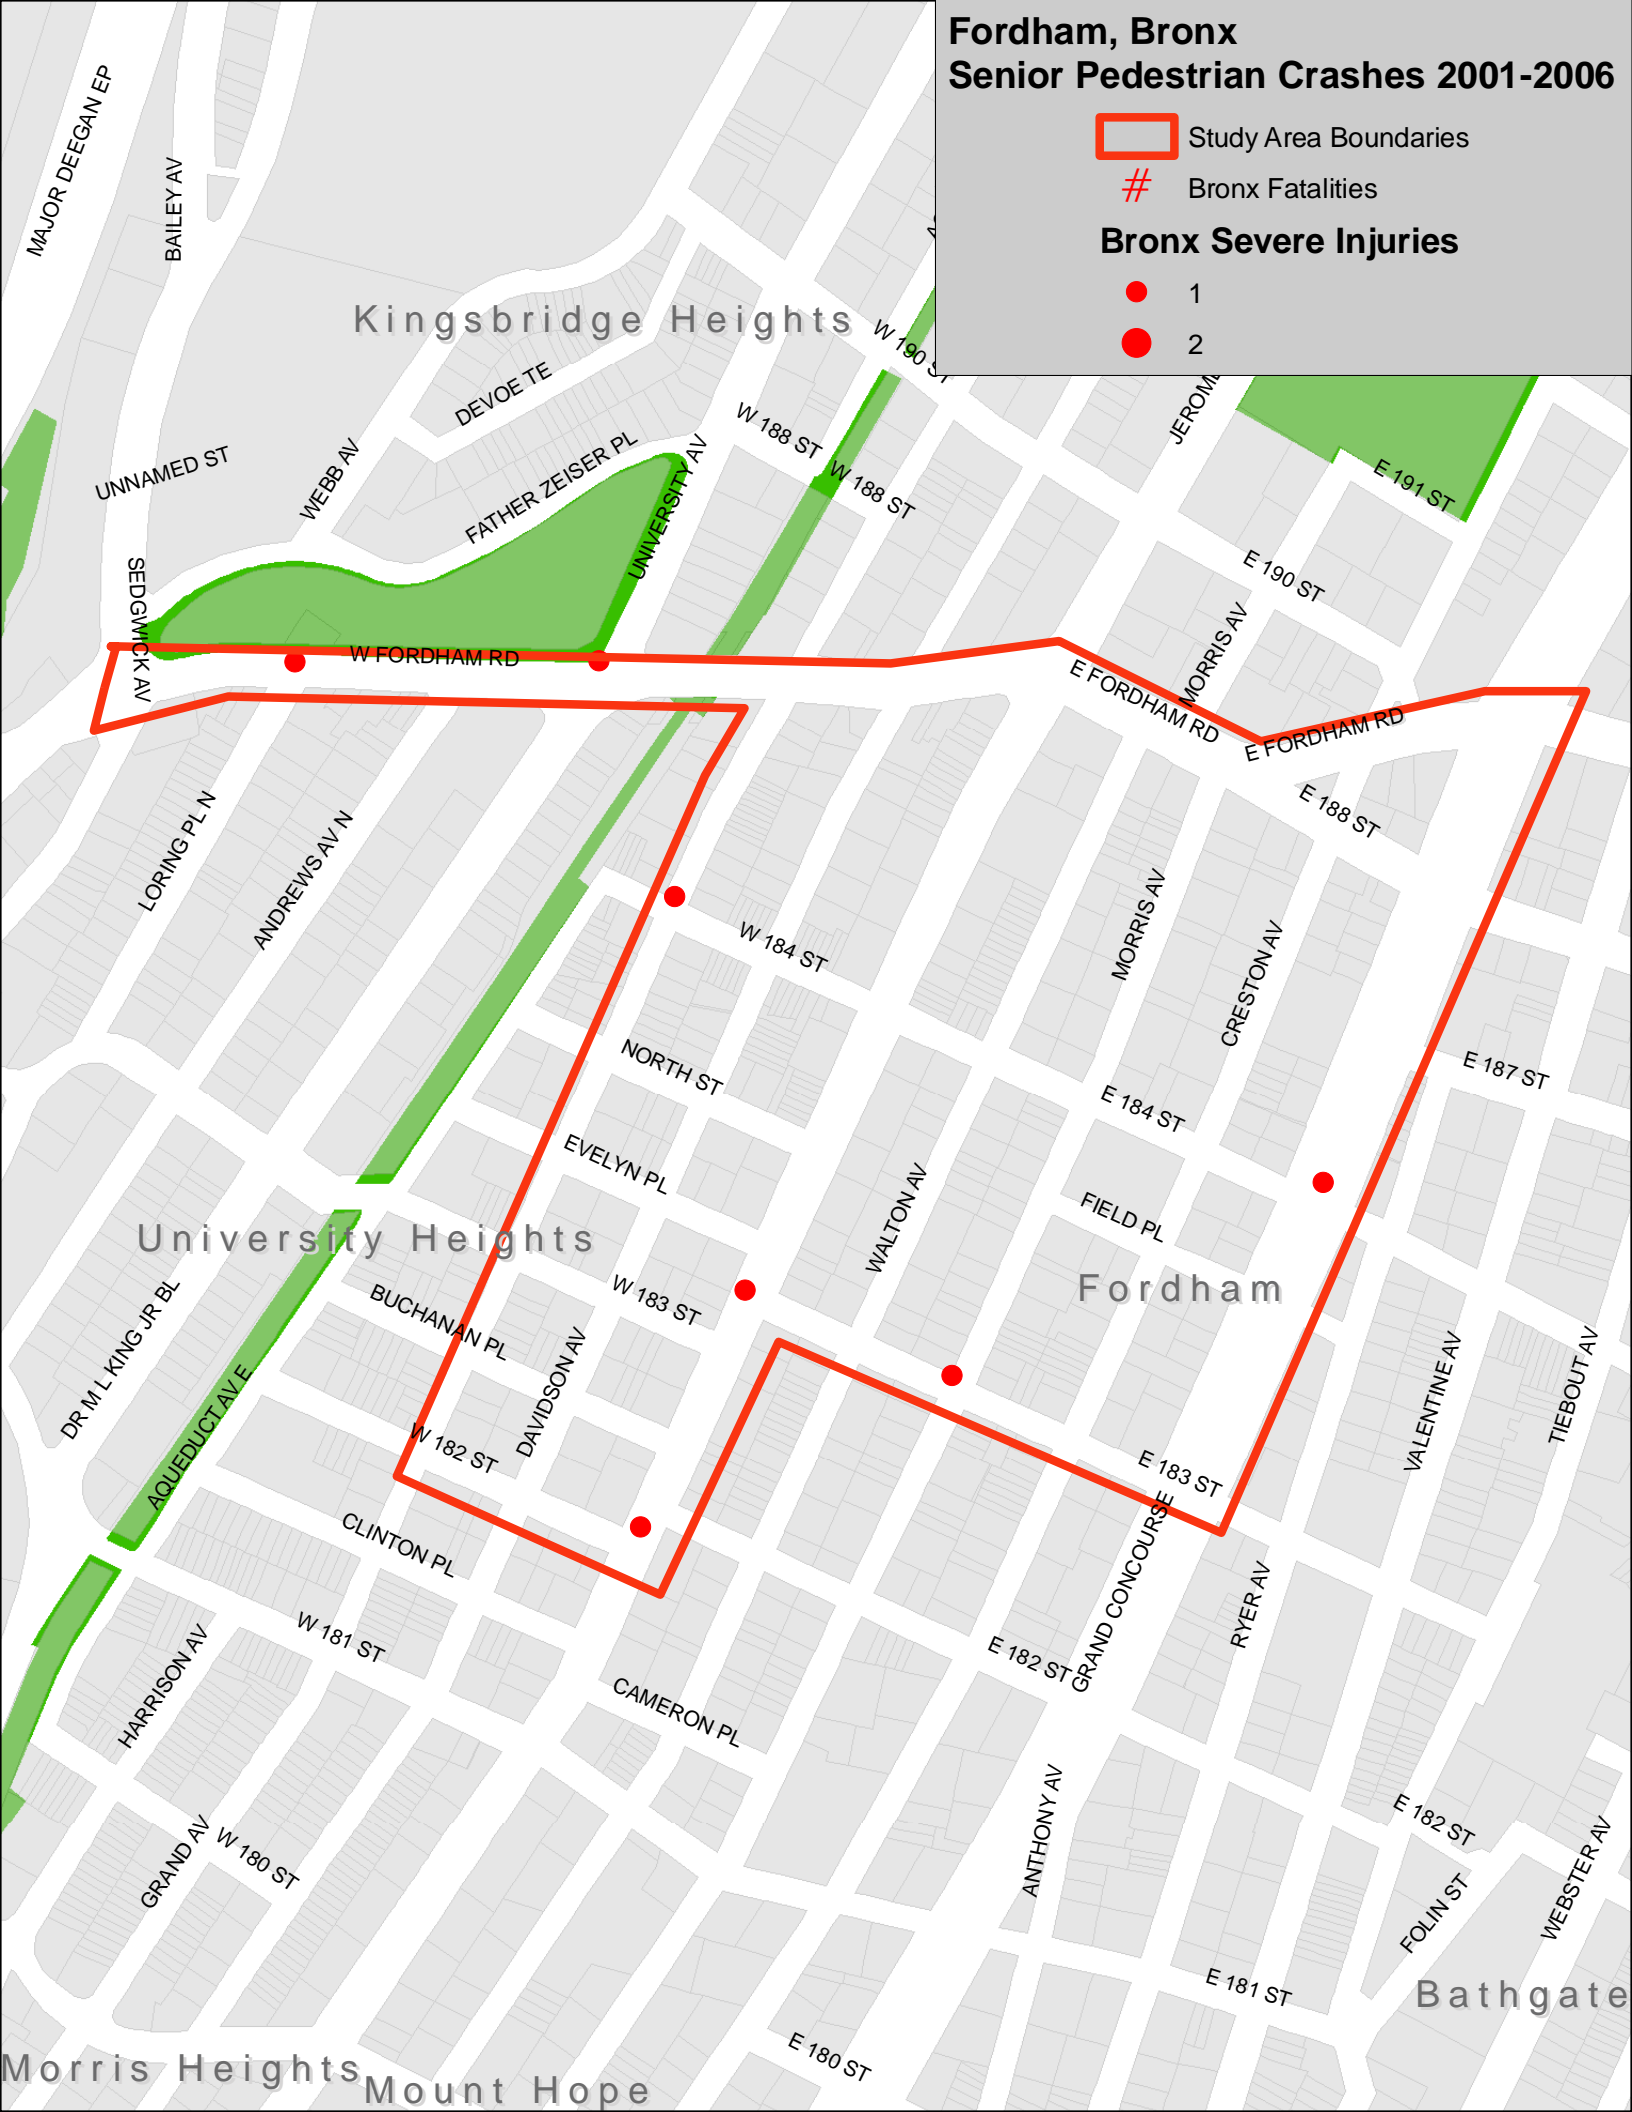 Fordham, Bronx
Senior Pedestrian Crashes 2001-2006
Study Area Boundaries
# Bronx Fatalities
Bronx Severe Injuries
1
2
MAJOR DEEGAN EP
BAILEY AV
Kingsbridge Heights
W 190 ST
DEVOE TE
JEROME
W 188 ST
W 188 ST
UNNAMED ST
WEBB AV
FATHER ZEISER PL
UNIVERSITY AV
E 191 ST
E 190 ST
SEDGWICK AV
W FORDHAM RD
MORRIS AV
E FORDHAM RD
E FORDHAM RD
E 188 ST
LORING PL N
ANDREWS AV N
W 184 ST
MORRIS AV
CRESTON AV
NORTH ST
E 187 ST
E 184 ST
EVELYN PL
WALTON AV
FIELD PL
University Heights
Fordham
W 183 ST
BUCHANAN PL
DR M L KING JR BL
DAVIDSON AV
VALENTINE AV
TIEBOUT AV
AQUEDUCT AV E
W 182 ST
E 183 ST
CLINTON PL
GRAND CONCOURSE
RYER AV
W 181 ST
HARRISON AV
E 182 ST
CAMERON PL
ANTHONY AV
E 182 ST
GRAND AV
W 180 ST
WEBSTER AV
FOLIN ST
E 181 ST
Bathgate
E 180 ST
Morris Heights
Mount Hope